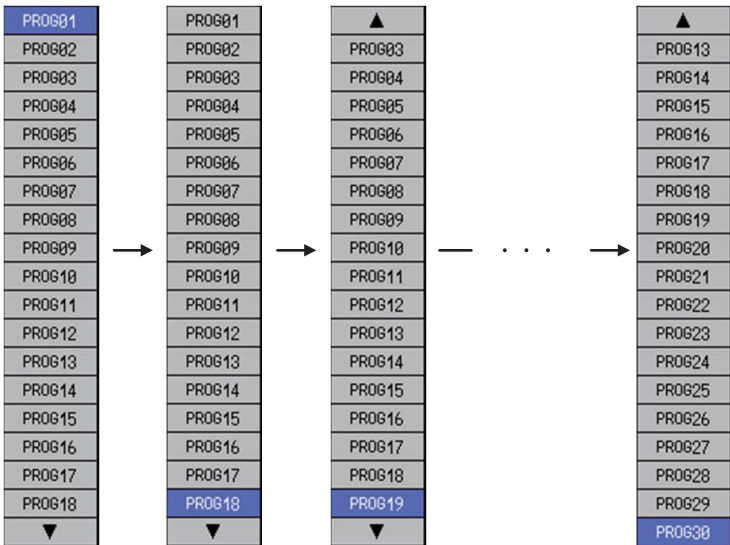 PROG01
PROG02
PROG03
PROG04
PROG05
PROG06
PROG07
PROG08
PROG09
PROG10
PROG11
PROG12
PROG13
PROG14
PROG15
PROG16
PROG17
PROG18
▼
PROG01
PROG02
PROG03
PROG04
PROG05
PROG06
PROG07
PROG08
PROG09
PROG10
PROG11
PROG12
PROG13
PROG14
PROG15
PROG16
PROG17
PROG18
▼
▲
PROG03
PROG04
PROG05
PROG06
PROG07
PROG08
PROG09
PROG10
PROG11
PROG12
PROG13
PROG14
PROG15
PROG16
PROG17
PROG18
PROG19
▼
· · ·
▲
PROG13
PROG14
PROG15
PROG16
PROG17
PROG18
PROG19
PROG20
PROG21
PROG22
PROG23
PROG24
PROG25
PROG26
PROG27
PROG28
PROG29
PROG30